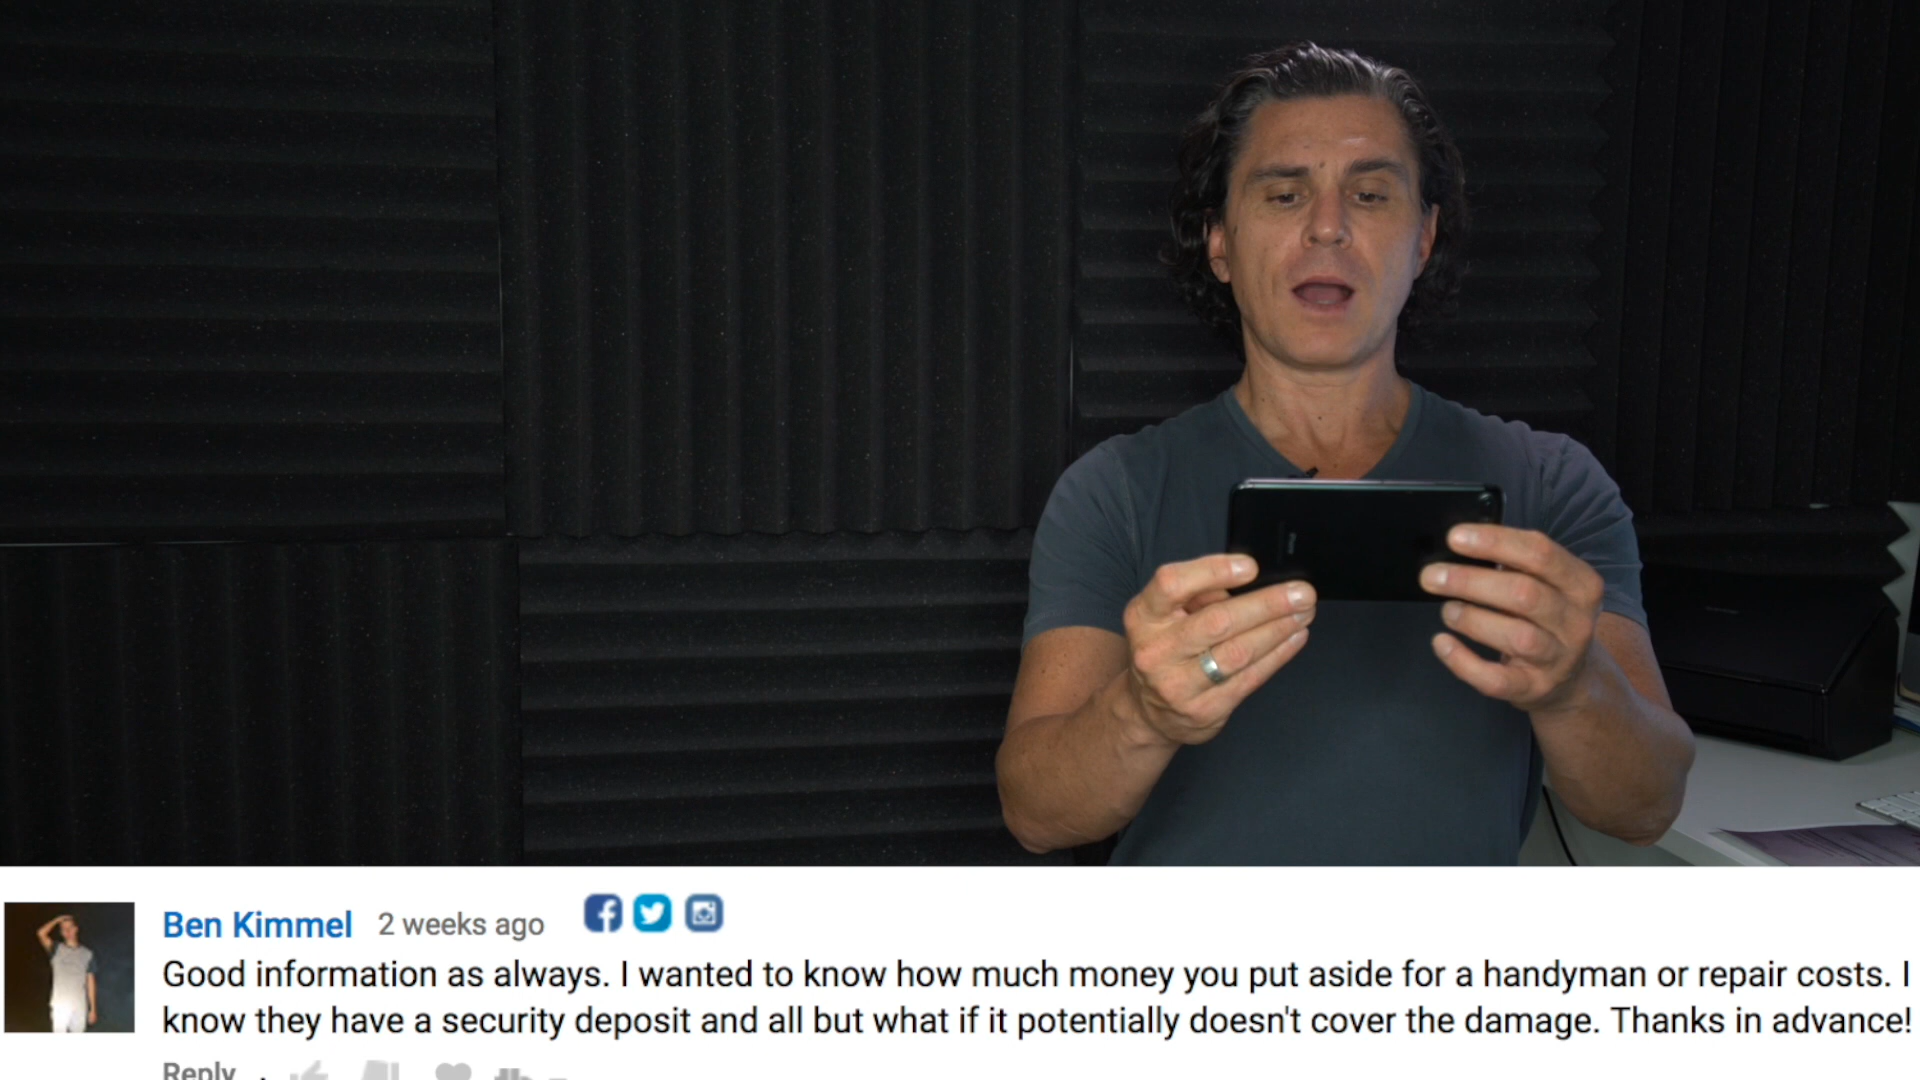 Ben Kimmel 2 weeks ago
Good information as always. I wanted to know how much money you put aside for a handyman or repair costs. I
know they have a security deposit and all but what if it potentially doesn't cover the damage. Thanks in advance!
Reply